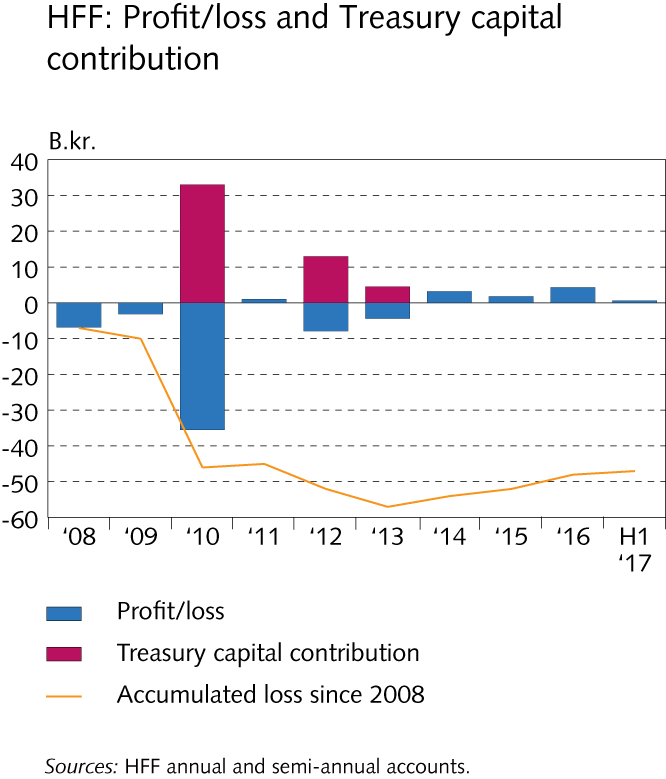 HFF: Profit/loss and Treasury capital
contribution
B.kr.
40
30
20
10
0
-10
-20
-30
-40
-50
-60
‘08 ‘09 ‘10 ‘11 ‘12 ‘13 ‘14 ‘15 ‘16 H1
‘17
Profit/loss
Treasury capital contribution
Accumulated loss since 2008
Sources: HFF annual and semi-annual accounts.